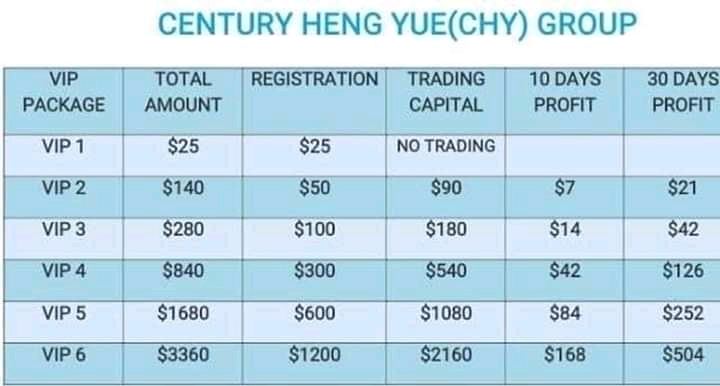 CENTURY HENG YUE(CHY) GROUP
VIP PACKAGE TOTAL AMOUNT REGISTRATION TRADING CAPITAL 10 DAYS PROFIT 30 DAYS PROFIT
VIP 1 $25 $25 NO TRADING
VIP 2 $140 $50 $90 $7 $21
VIP 3 $280 $100 $180 $14 $42
VIP 4 $840 $300 $540 $42 $126
VIP 5 $1680 $600 $1080 $84 $252
VIP 6 $3360 $1200 $2160 $168 $504